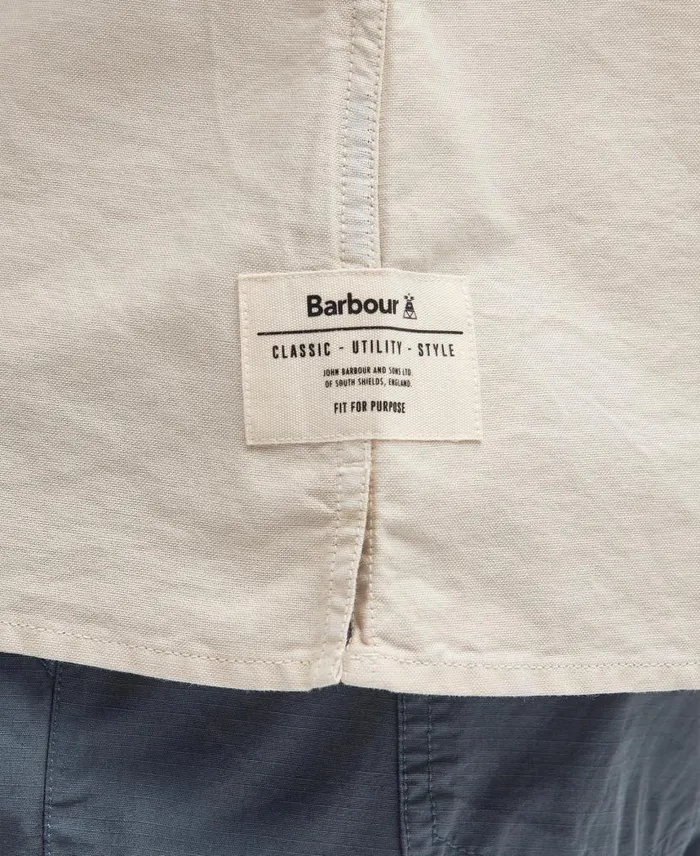 Barbour
CLASSIC - UTILITY - STYLE
JOHN BARBOUR AND SONS LTD.
OF SOUTH SHIELDS, ENGLAND.
FIT FOR PURPOSE